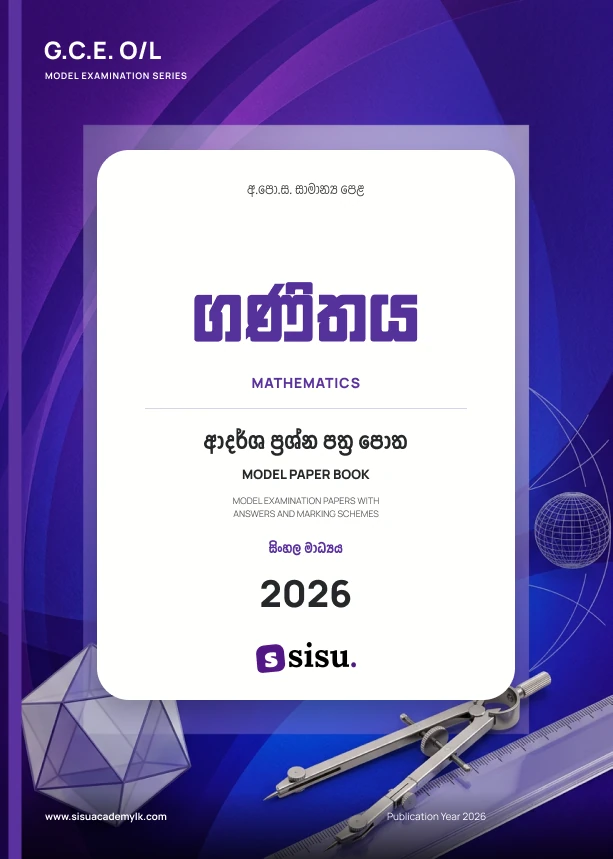 G.C.E. O/L
MODEL EXAMINATION SERIES
අ.පො.ස. සාමාන්‍ය පෙළ
ගණිතය
MATHEMATICS
ආදර්ශ ප්‍රශ්න පත්‍ර පොත
MODEL PAPER BOOK
MODEL EXAMINATION PAPERS WITH
ANSWERS AND MARKING SCHEMES
සිංහල මාධ්‍යය
2026
s sisu.
www.sisuacademylk.com
Publication Year 2026